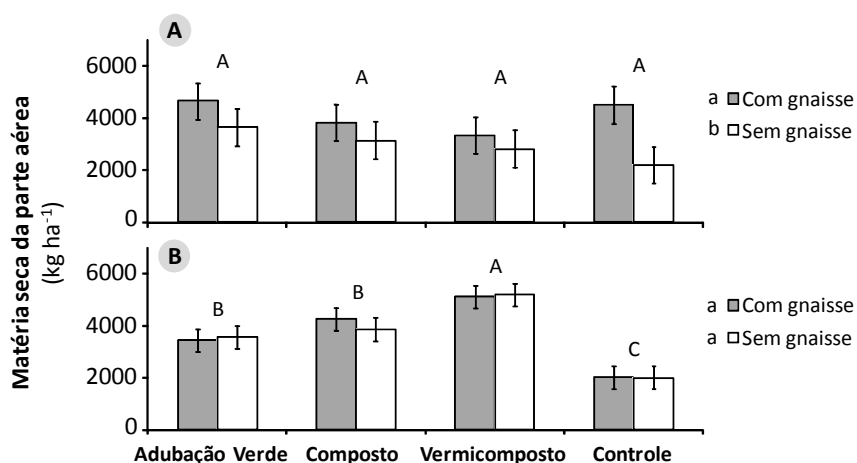 A
6000
4000
2000
0
A A A A
a Com gnaisse
b Sem gnaisse
Matéria seca da parte aérea
(kg ha⁻¹)
B
6000
4000
2000
0
B B A C
a Com gnaisse
a Sem gnaisse
Adubação Verde Composto Vermicomposto Controle